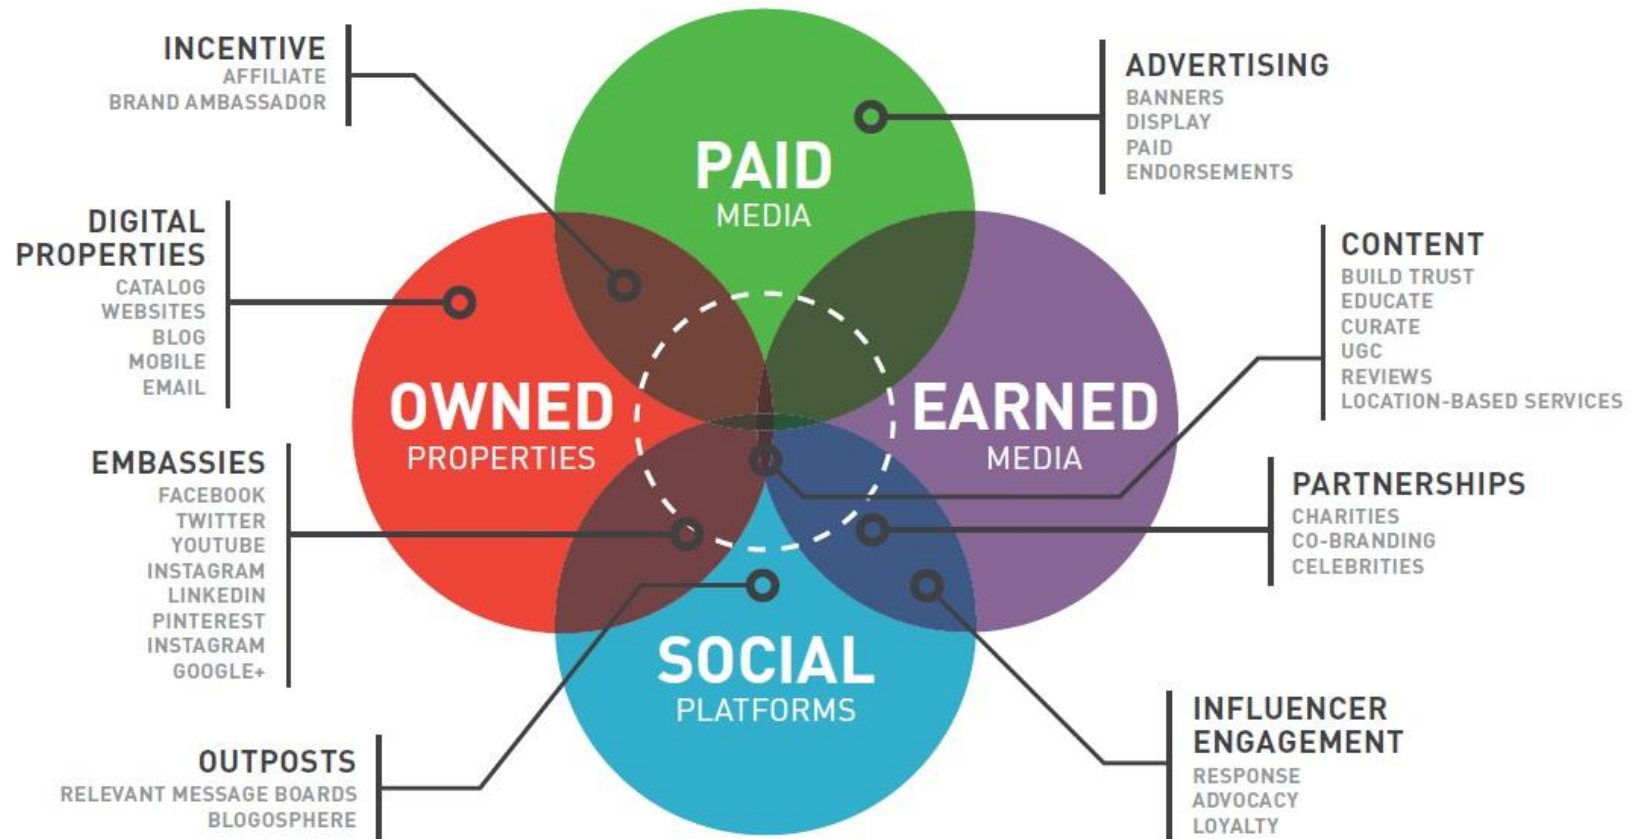 INCENTIVE
AFFILIATE
BRAND AMBASSADOR
DIGITAL
PROPERTIES
CATALOG
WEBSITES
BLOG
MOBILE
EMAIL
EMBASSIES
FACEBOOK
TWITTER
YOUTUBE
INSTAGRAM
LINKEDIN
PINTEREST
INSTAGRAM
GOOGLE+
OUTPOSTS
RELEVANT MESSAGE BOARDS
BLOGOSPHERE
PAID
MEDIA
OWNED
PROPERTIES
EARNED
MEDIA
SOCIAL
PLATFORMS
ADVERTISING
BANNERS
DISPLAY
PAID
ENDORSEMENTS
CONTENT
BUILD TRUST
EDUCATE
CURATE
UGC
REVIEWS
LOCATION-BASED SERVICES
PARTNERSHIPS
CHARITIES
CO-BRANDING
CELEBRITIES
INFLUENCER
ENGAGEMENT
RESPONSE
ADVOCACY
LOYALTY